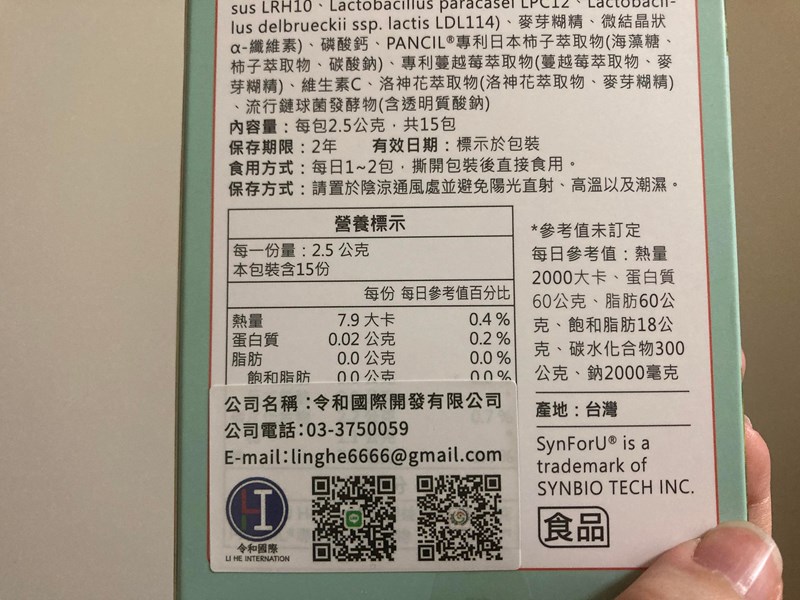 sus LRH10、Lactobacillus paracasei LPC12、Lactobacil-
lus delbrueckii ssp. lactis LDL114)、麥芽糊精、微結晶狀
α-纖維素)、磷酸鈣、PANCIL®專利日本柿子萃取物(海藻糖、
柿子萃取物、碳酸鈉)、專利蔓越莓萃取物(蔓越莓萃取物、麥
芽糊精)、維生素C、洛神花萃取物(洛神花萃取物、麥芽糊精)
、流行鏈球菌發酵物(含透明質酸鈉)
內容量：每包2.5公克，共15包
保存期限：2年 有效日期：標示於包裝
食用方式：每日1~2包，撕開包裝後直接食用。
保存方式：請置於陰涼通風處並避免陽光直射、高溫以及潮濕。
營養標示
每一份量：2.5 公克
本包裝含15份
每份 每日參考值百分比
熱量 7.9 大卡 0.4 %
蛋白質 0.02 公克 0.2 %
脂肪 0.0 公克 0.0 %
飽和脂肪 0.0 公克 0.0 %
*參考值未訂定
每日參考值：熱量
2000大卡、蛋白質
60公克、脂肪60公
克、飽和脂肪18公
克、碳水化合物300
公克、鈉2000毫克
產地：台灣
SynForU® is a
trademark of
SYNBIO TECH INC.
食品
公司名稱：令和國際開發有限公司
公司電話：03-3750059
E-mail：linghe6666@gmail.com
LI
令和國際
LI HE INTERNATION